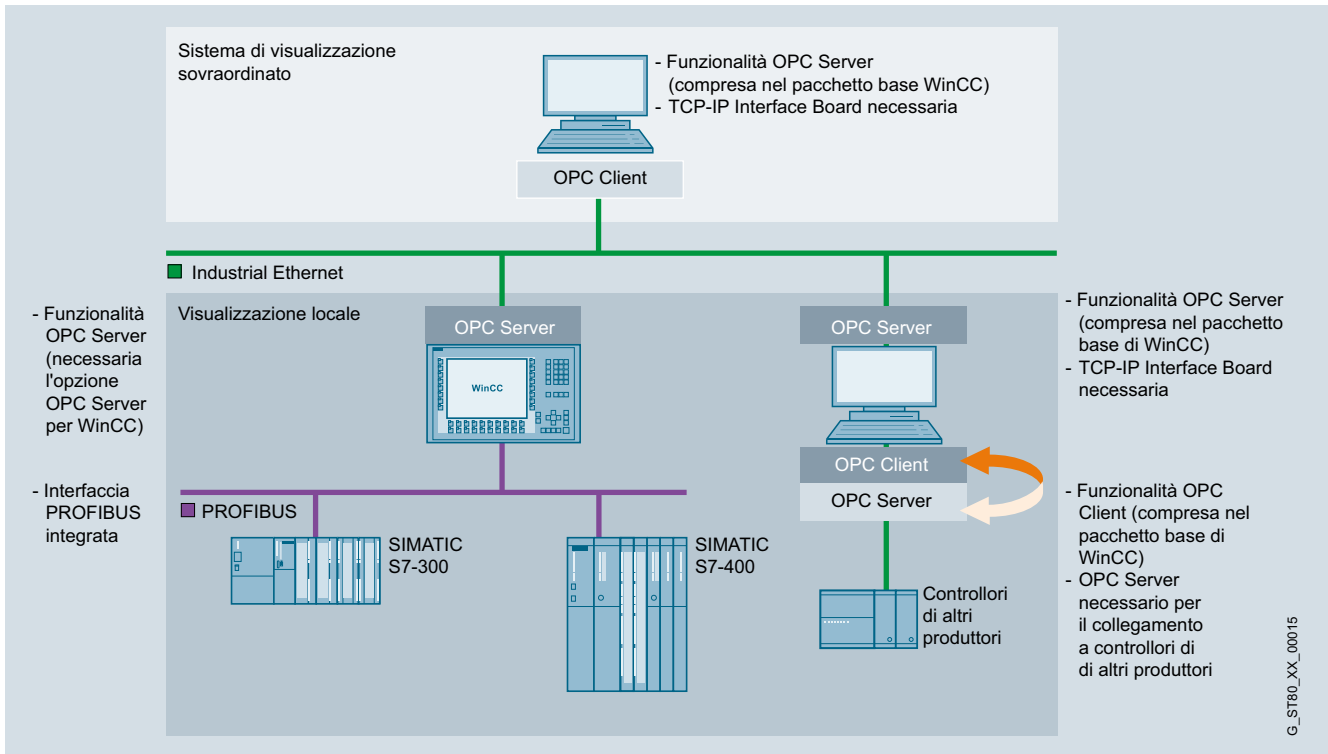 Sistema di visualizzazione
sovraordinato
- Funzionalità OPC Server
(compresa nel pacchetto base WinCC)
- TCP-IP Interface Board necessaria
OPC Client
Industrial Ethernet
- Funzionalità
OPC Server
(necessaria
l'opzione
OPC Server
per WinCC)
- Interfaccia
PROFIBUS
integrata
Visualizzazione locale
OPC Server
WinCC
PROFIBUS
SIMATIC
S7-300
SIMATIC
S7-400
OPC Server
OPC Client
OPC Server
Controllori
di altri
produttori
- Funzionalità OPC Server
(compresa nel pacchetto
base di WinCC)
- TCP-IP Interface Board
necessaria
- Funzionalità OPC
Client (compresa nel
pacchetto base di
WinCC)
- OPC Server
necessario per
il collegamento
a controllori di
di altri produttori
G_ST80_XX_00015